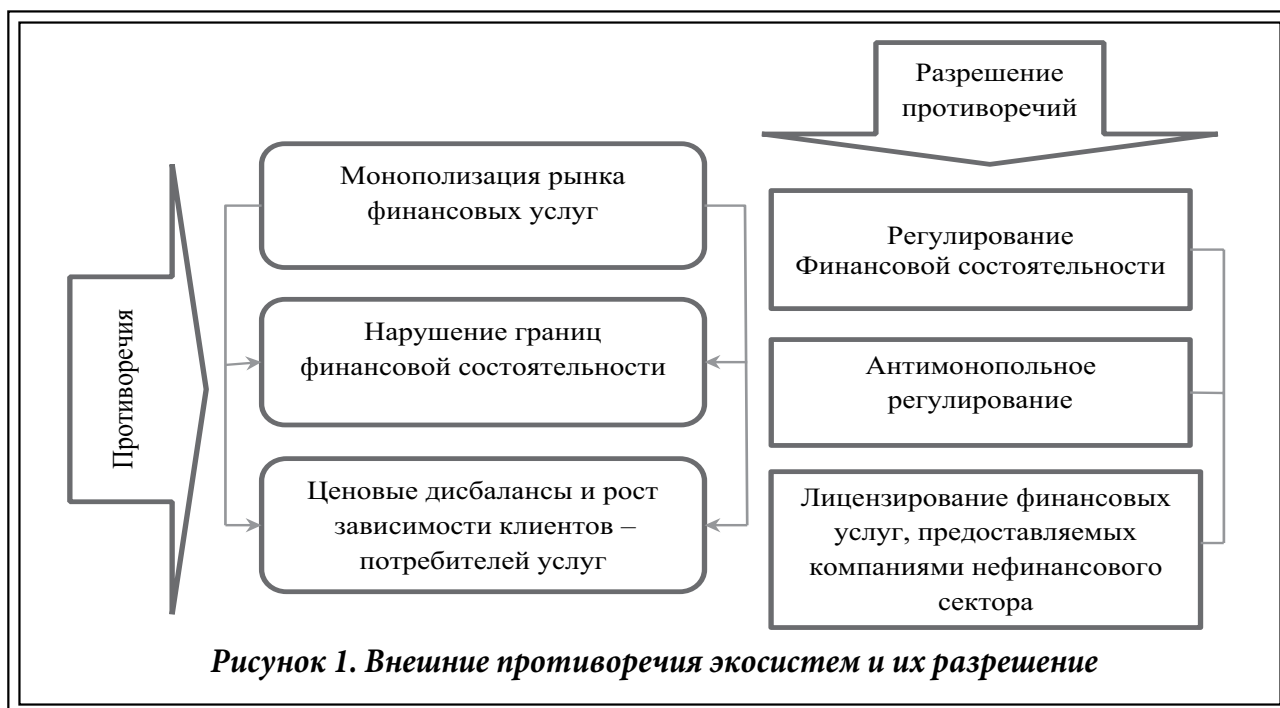 Разрешение
противоречий
Противоречия
Монополизация рынка
финансовых услуг
Нарушение границ
финансовой состоятельности
Ценовые дисбалансы и рост
зависимости клиентов –
потребителей услуг
Регулирование
Финансовой состоятельности
Антимонопольное
регулирование
Лицензирование финансовых
услуг, предоставляемых
компаниями нефинансового
сектора
Рисунок 1. Внешние противоречия экосистем и их разрешение